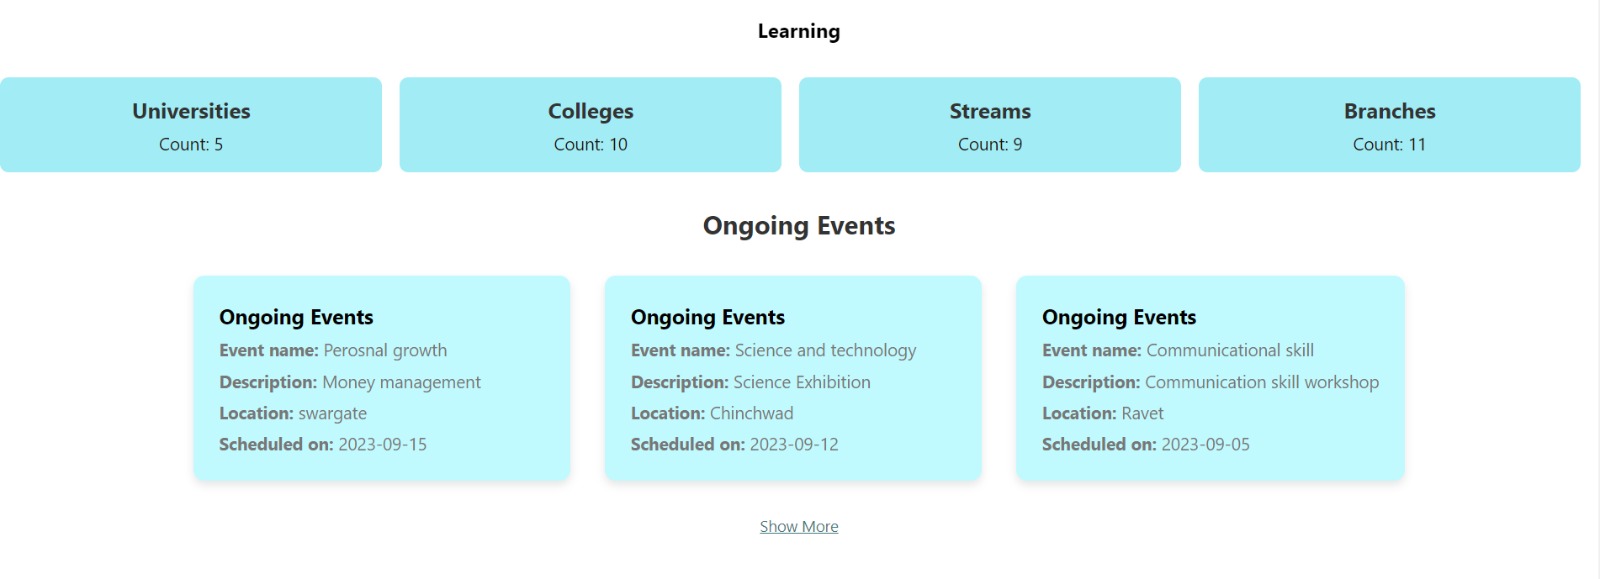 Learning
Universities
Count: 5
Colleges
Count: 10
Streams
Count: 9
Branches
Count: 11
Ongoing Events
Ongoing Events
Event name: Perosnal growth
Description: Money management
Location: swargate
Scheduled on: 2023-09-15
Ongoing Events
Event name: Science and technology
Description: Science Exhibition
Location: Chinchwad
Scheduled on: 2023-09-12
Ongoing Events
Event name: Communicational skill
Description: Communication skill workshop
Location: Ravet
Scheduled on: 2023-09-05
Show More